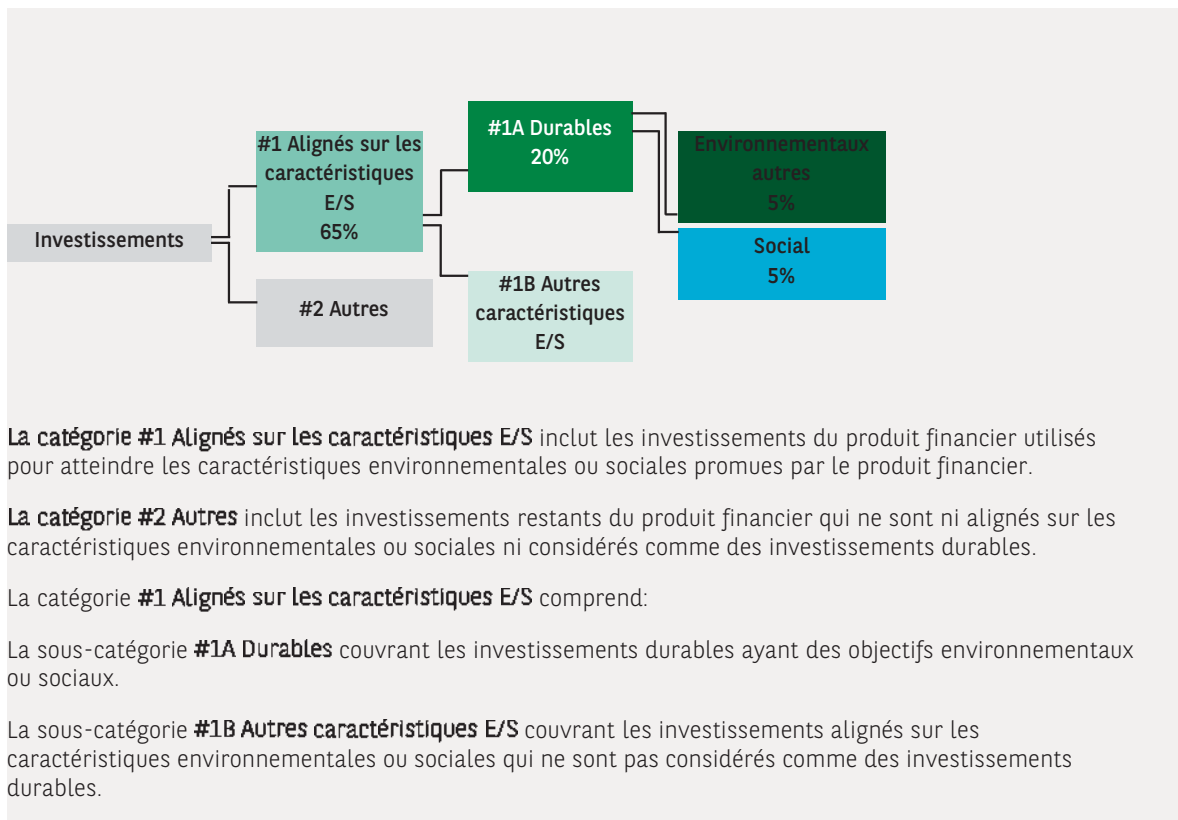 #1A Durables
20%
#1 Alignés sur les
caractéristiques
E/S
65%
Environnementaux
autres
5%
Investissements
Social
5%
#2 Autres
#1B Autres
caractéristiques
E/S
La catégorie #1 Alignés sur les caractéristiques E/S inclut les investissements du produit financier utilisés
pour atteindre les caractéristiques environnementales ou sociales promues par le produit financier.
La catégorie #2 Autres inclut les investissements restants du produit financier qui ne sont ni alignés sur les
caractéristiques environnementales ou sociales ni considérés comme des investissements durables.
La catégorie #1 Alignés sur les caractéristiques E/S comprend:
La sous-catégorie #1A Durables couvrant les investissements durables ayant des objectifs environnementaux
ou sociaux.
La sous-catégorie #1B Autres caractéristiques E/S couvrant les investissements alignés sur les
caractéristiques environnementales ou sociales qui ne sont pas considérés comme des investissements
durables.